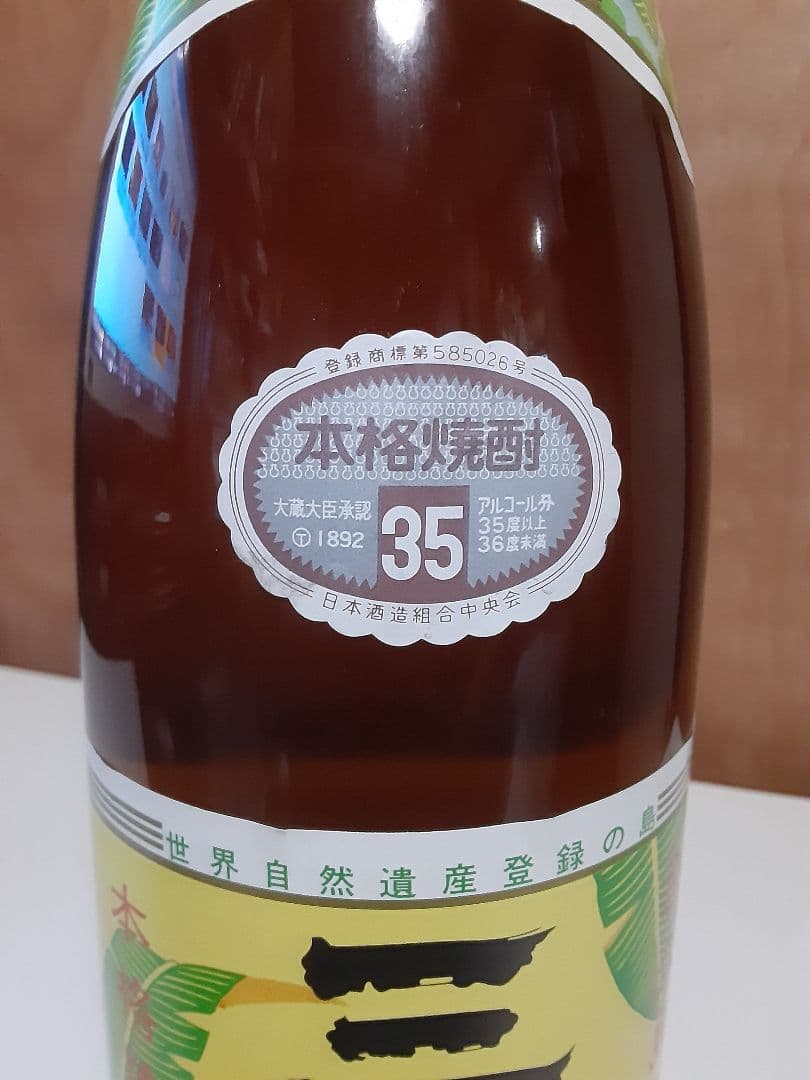 登録商標第585026号
本格焼酎
大蔵大臣承認
〒1892
35
アルコール分
35度以上
36度未満
日本酒造組合中央会
世界自然遺産登録の島
本格
三